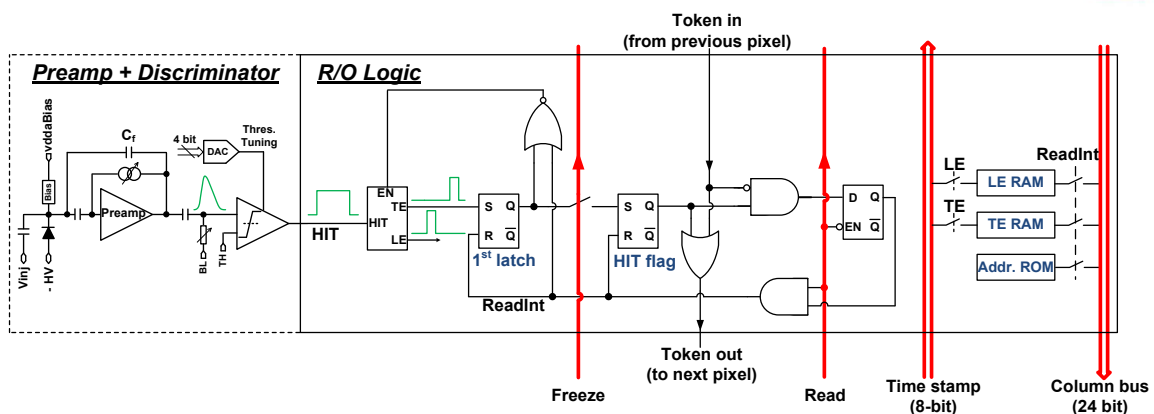 Token in
(from previous pixel)
Preamp + Discriminator
R/O Logic
vddaBias
Bias
Cf
4 bit
DAC
Thres.
Tuning
Preamp
Vinj
- HV
BL
TH
HIT
EN
TE
HIT
LE
S Q
R Q
1st latch
ReadInt
S Q
R Q
HIT flag
D Q
EN Q
LE
TE
ReadInt
LE RAM
TE RAM
Addr. ROM
Token out
(to next pixel)
Freeze
Read
Time stamp
(8-bit)
Column bus
(24 bit)